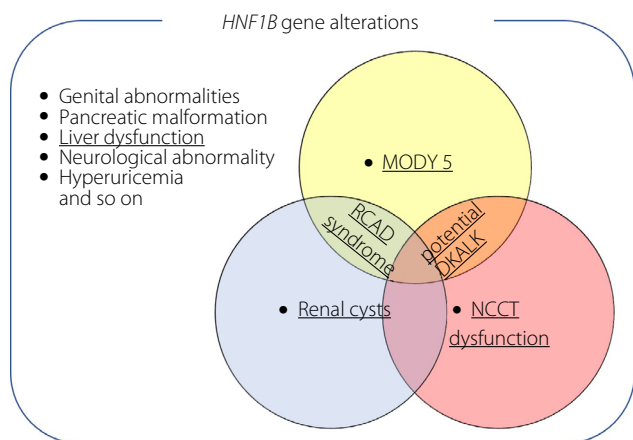 HNF1B gene alterations
• Genital abnormalities
• Pancreatic malformation
• Liver dysfunction
• Neurological abnormality
• Hyperuricemia
and so on
• MODY 5
RCAD
syndrome
potential
DKALK
• Renal cysts
• NCCT
dysfunction